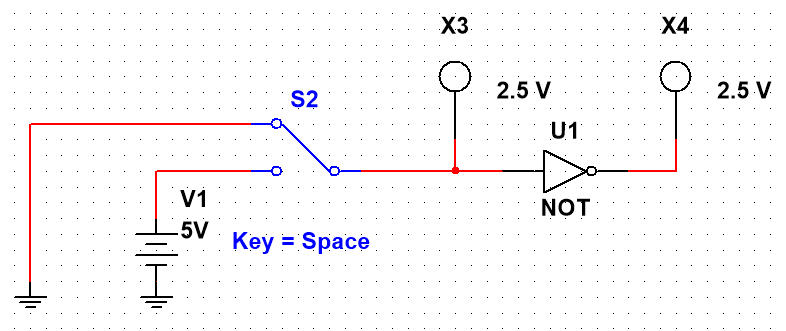 X3
X4
2.5 V
2.5 V
S2
U1
V1
5V
NOT
Key = Space